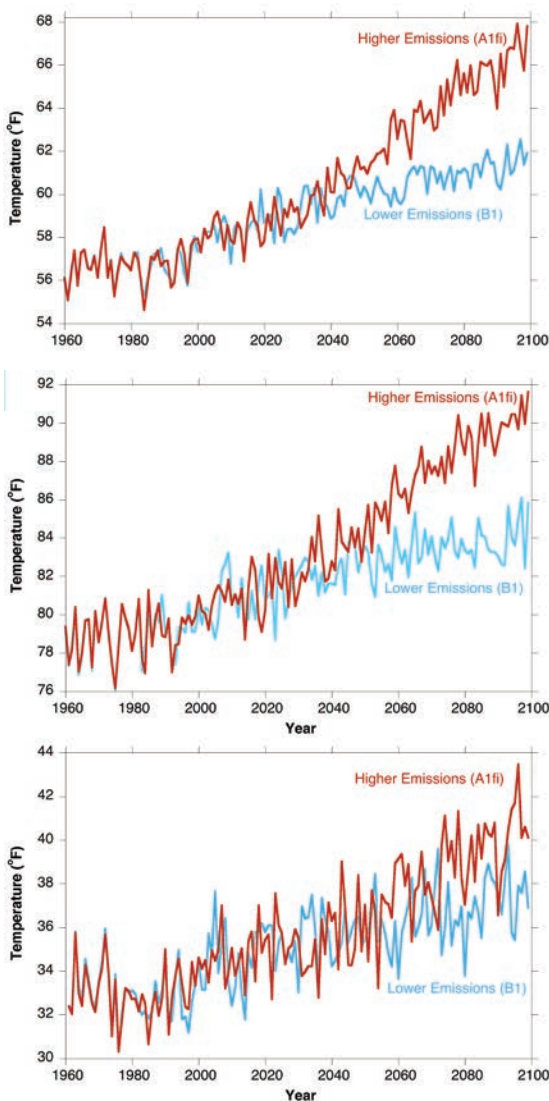 68
66
64
62
60
58
56
54
Temperature (°F)
Higher Emissions (A1fi)
Lower Emissions (B1)
1960 1980 2000 2020 2040 2060 2080 2100
92
90
88
86
84
82
80
78
76
Temperature (°F)
Higher Emissions (A1fi)
Lower Emissions (B1)
1960 1980 2000 2020 2040 2060 2080 2100
Year
44
42
40
38
36
34
32
30
Temperature (°F)
Higher Emissions (A1fi)
Lower Emissions (B1)
1960 1980 2000 2020 2040 2060 2080 2100
Year